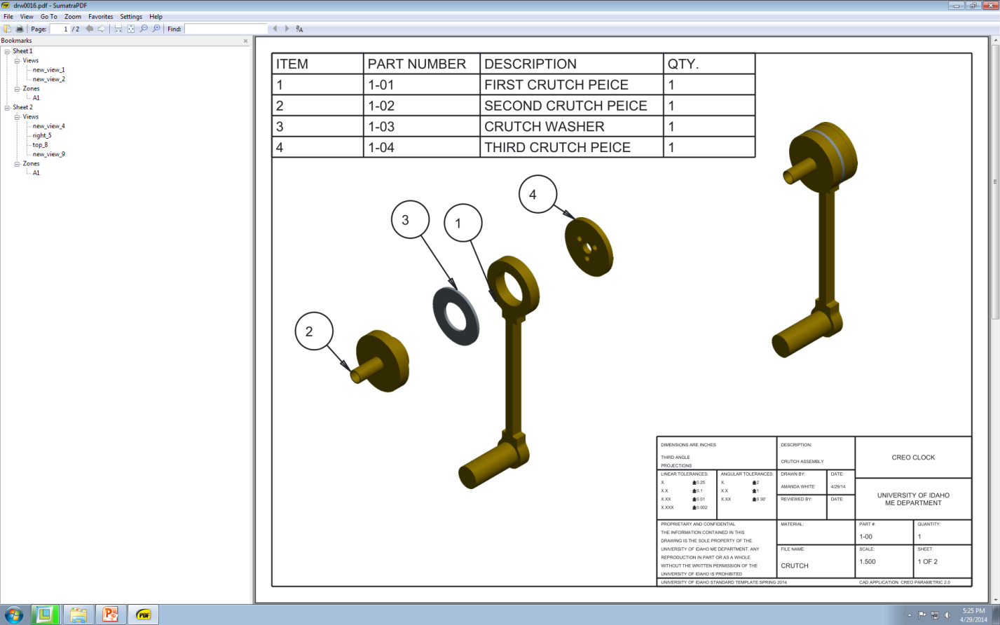 drw0016.pdf - SumatraPDF
File View Go To Zoom Favorites Settings Help
Page: 1 / 2 Find:
Bookmarks
Sheet 1
Views
new_view_1
new_view_2
Zones
A1
Sheet 2
Views
new_view_4
right_5
top_8
new_view_9
Zones
A1
ITEM PART NUMBER DESCRIPTION QTY.
1 1-01 FIRST CRUTCH PEICE 1
2 1-02 SECOND CRUTCH PEICE 1
3 1-03 CRUTCH WASHER 1
4 1-04 THIRD CRUTCH PEICE 1
4
3
1
2
DIMENSIONS ARE INCHES
THIRD ANGLE
PROJECTIONS
DESCRIPTION:
CRUTCH ASSEMBLY
CREO CLOCK
LINEAR TOLERANCES:
X. ±0.25
X.X ±0.1
X.XX ±0.01
X.XXX ±0.002
ANGULAR TOLERANCES:
X. ±2
X.X ±1
X.XX ±0 30'
DRAWN BY:
AMANDA WHITE
DATE:
4/29/14
REVIEWED BY:
DATE:
UNIVERSITY OF IDAHO
ME DEPARTMENT
PROPRIETARY AND CONFIDENTIAL
THE INFORMATION CONTAINED IN THIS
DRAWING IS THE SOLE PROPERTY OF THE
UNIVERSITY OF IDAHO ME DEPARTMENT. ANY
REPRODUCTION IN PART OR AS A WHOLE
WITHOUT THE WRITTEN PERMISSION OF THE
UNIVERSITY OF IDAHO IS PROHIBITED
MATERIAL:
PART #:
1-00
QUANTITY:
1
FILE NAME:
CRUTCH
SCALE:
1.500
SHEET:
1 OF 2
UNIVERSITY OF IDAHO STANDARD TEMPLATE:SPRING 2014
CAD APPLICATION: CREO PARAMETRIC 2.0
PDF
5:25 PM
4/29/2014